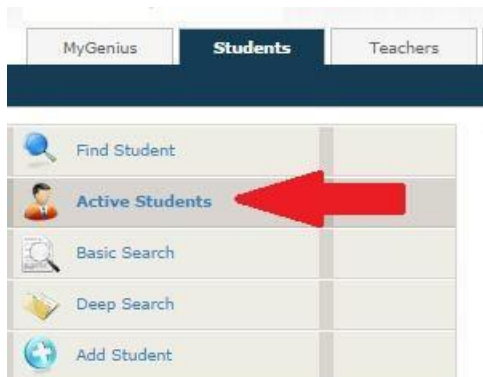 MyGenius Students Teachers
Find Student
Active Students
Basic Search
Deep Search
Add Student